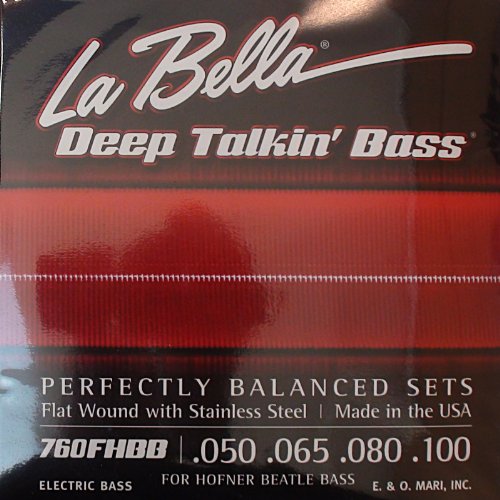 La Bella®
Deep Talkin' Bass®
PERFECTLY BALANCED SETS
Flat Wound with Stainless Steel | Made in the USA
760FHBB | .050 .065 .080 .100
ELECTRIC BASS FOR HOFNER BEATLE BASS E. & O. MARI, INC.